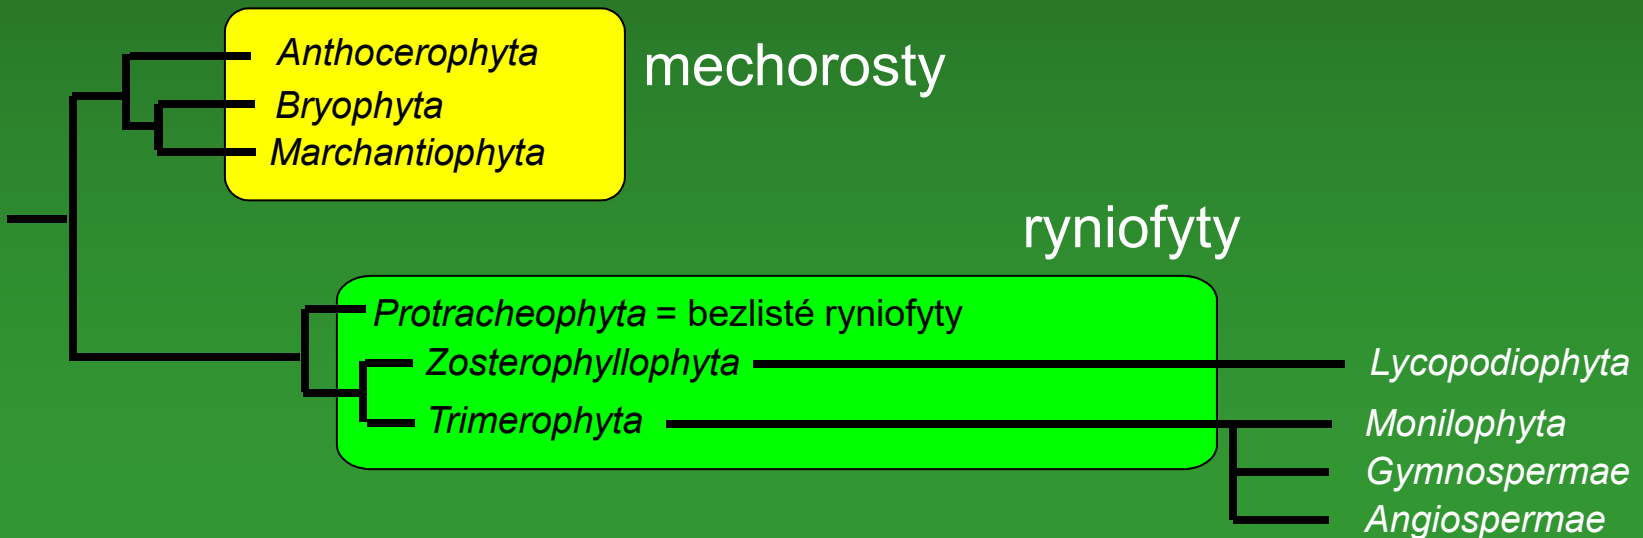 Anthocerophyta
mechorosty
Bryophyta
Marchantiophyta
ryniofyty
Protracheophyta = bezlisté ryniofyty
Zosterophyllophyta
Lycopodiophyta
Trimerophyta
Monilophyta
Gymnospermae
Angiospermae